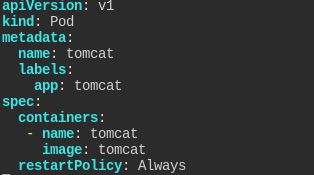 apiVersion: v1
kind: Pod
metadata:
  name: tomcat
  labels:
    app: tomcat
spec:
  containers:
   - name: tomcat
     image: tomcat
  restartPolicy: Always